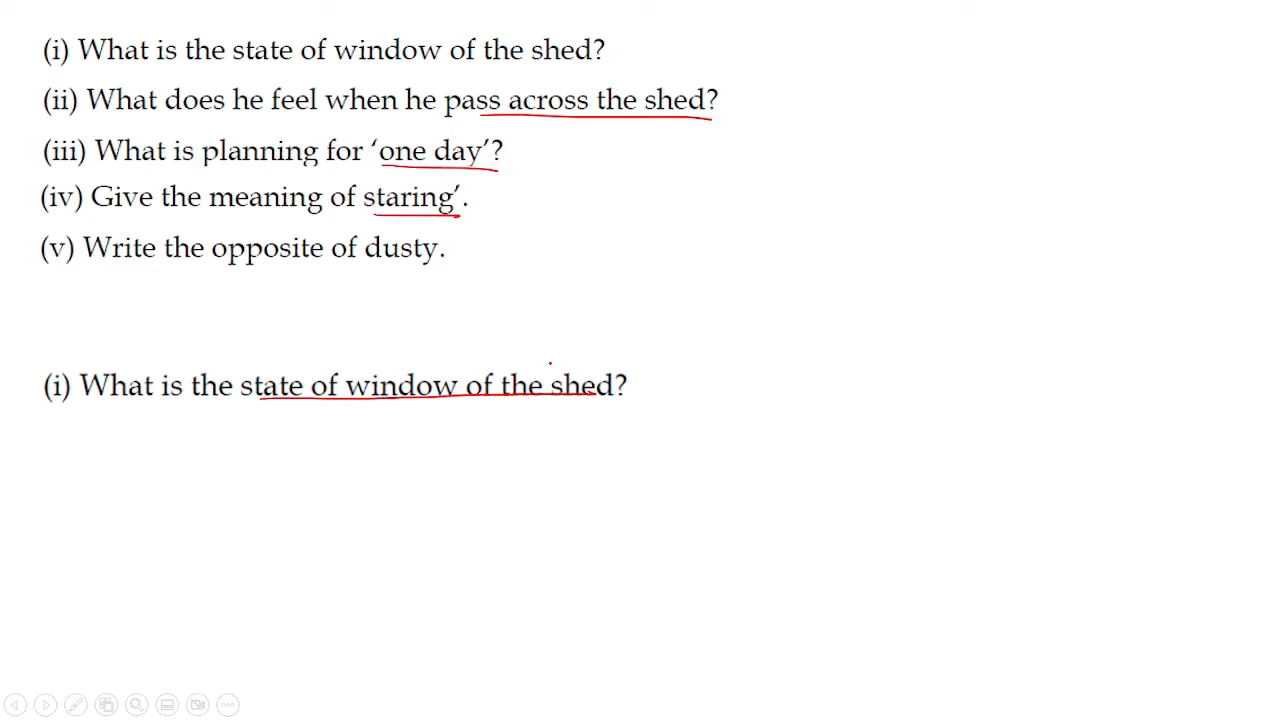 (i) What is the state of window of the shed?
(ii) What does he feel when he pass across the shed?
(iii) What is planning for ‘one day’?
(iv) Give the meaning of staring’.
(v) Write the opposite of dusty.
(i) What is the state of window of the shed?